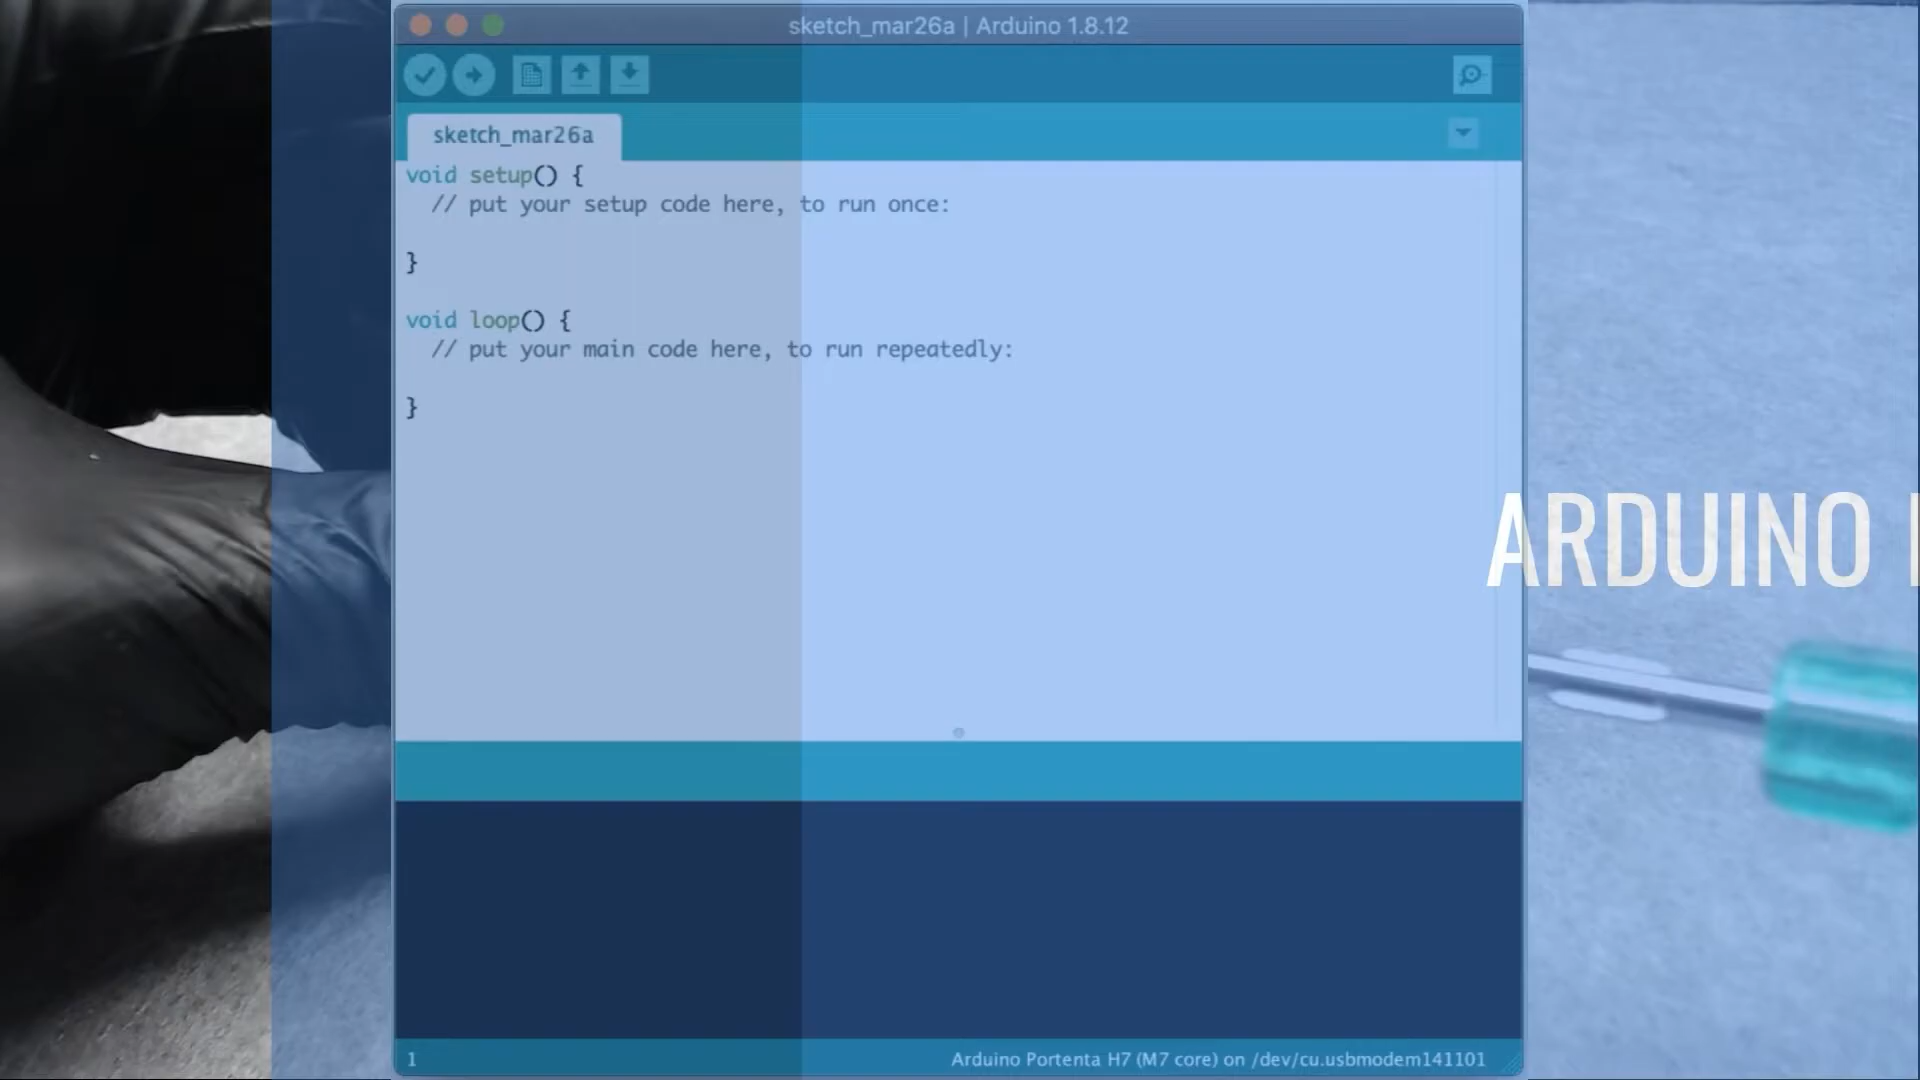 sketch_mar26a | Arduino 1.8.12
sketch_mar26a
void setup() {
// put your setup code here, to run once:
}
void loop() {
// put your main code here, to run repeatedly:
}
ARDUINO
1
Arduino Portenta H7 (M7 core) on /dev/cu.usbmodem141101